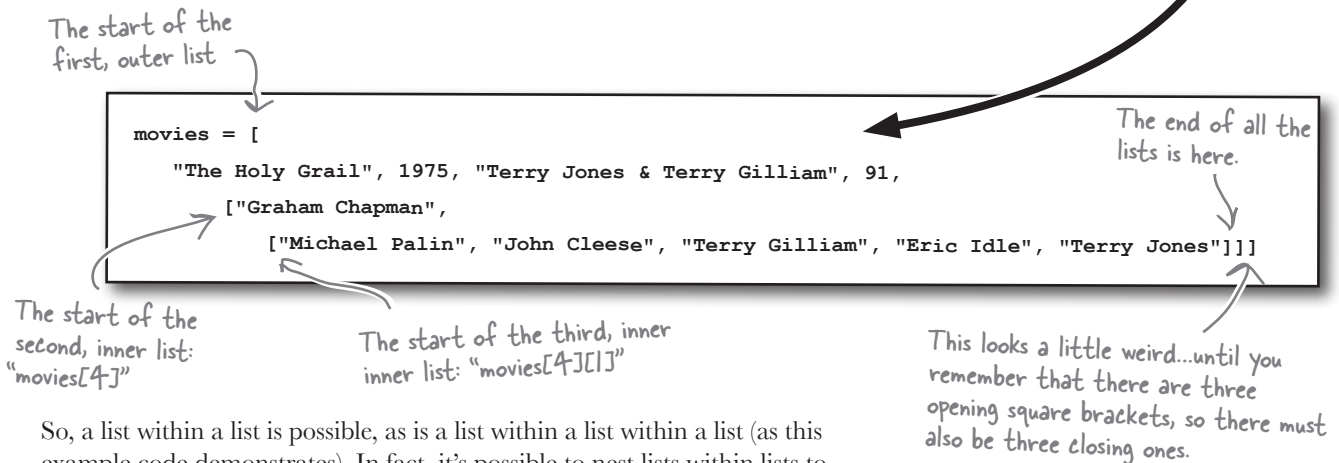 The start of the
first, outer list
movies = [
"The Holy Grail", 1975, "Terry Jones & Terry Gilliam", 91,
["Graham Chapman",
["Michael Palin", "John Cleese", "Terry Gilliam", "Eric Idle", "Terry Jones"]]]
The end of all the
lists is here.
The start of the
second, inner list:
"movies[4]"
The start of the third, inner
inner list: "movies[4][1]"
This looks a little weird...until you
remember that there are three
opening square brackets, so there must
also be three closing ones.
So, a list within a list is possible, as is a list within a list within a list (as this
example code demonstrates). In fact, it's possible to nest lists within lists to